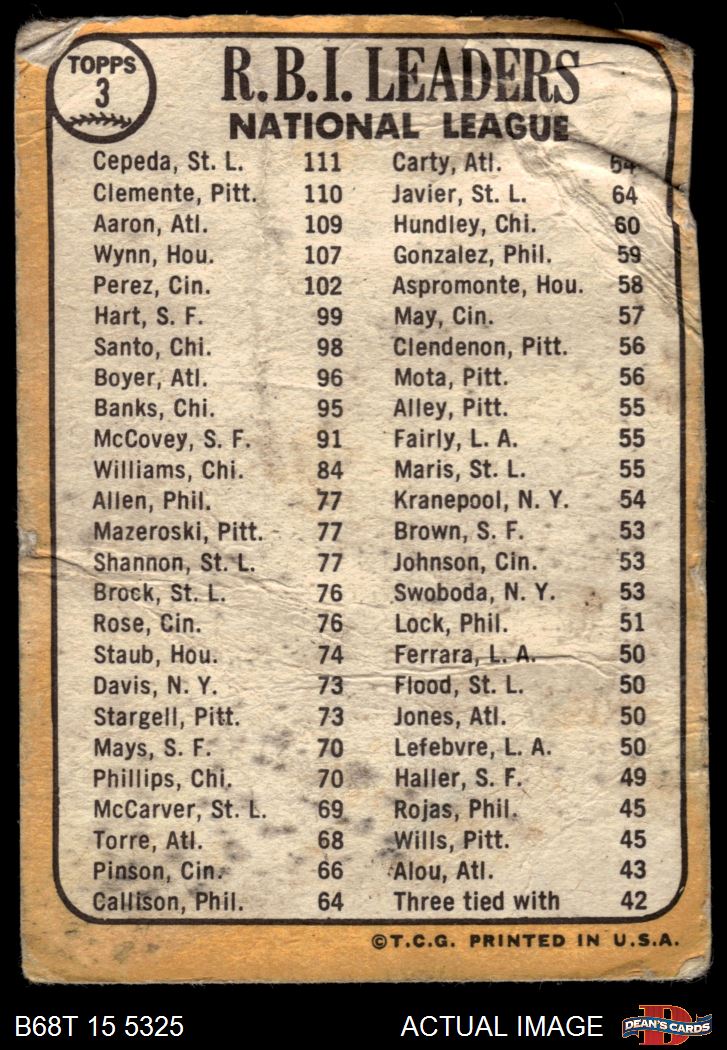 TOPPS
3
R.B.I. LEADERS
NATIONAL LEAGUE
Cepeda, St. L. 111
Clemente, Pitt. 110
Aaron, Atl. 109
Wynn, Hou. 107
Perez, Cin. 102
Hart, S. F. 99
Santo, Chi. 98
Boyer, Atl. 96
Banks, Chi. 95
McCovey, S. F. 91
Williams, Chi. 84
Allen, Phil. 77
Mazeroski, Pitt. 77
Shannon, St. L. 77
Brock, St. L. 76
Rose, Cin. 76
Staub, Hou. 74
Davis, N. Y. 73
Stargell, Pitt. 73
Mays, S. F. 70
Phillips, Chi. 70
McCarver, St. L. 69
Torre, Atl. 68
Pinson, Cin. 66
Callison, Phil. 64
Carty, Atl. 64
Javier, St. L. 64
Hundley, Chi. 60
Gonzalez, Phil. 59
Aspromonte, Hou. 58
May, Cin. 57
Clendenon, Pitt. 56
Mota, Pitt. 56
Alley, Pitt. 55
Fairly, L. A. 55
Maris, St. L. 55
Kranepool, N. Y. 54
Brown, S. F. 53
Johnson, Cin. 53
Swoboda, N. Y. 53
Lock, Phil. 51
Ferrara, L. A. 50
Flood, St. L. 50
Jones, Atl. 50
Lefebvre, L. A. 50
Haller, S. F. 49
Rojas, Phil. 45
Wills, Pitt. 45
Alou, Atl. 43
Three tied with 42
©T.C.G. PRINTED IN U.S.A.
B68T 15 5325
ACTUAL IMAGE
DEAN'S CARDS